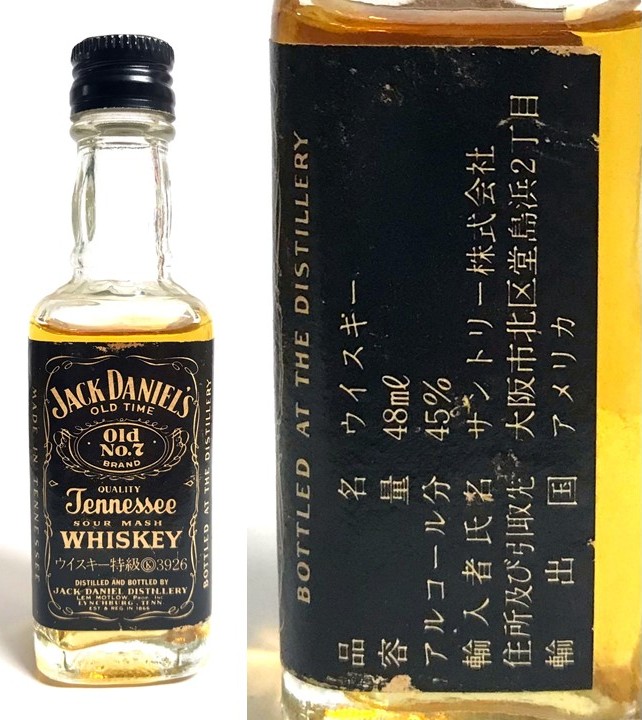 JACK DANIEL'S
OLD TIME
Old
No.7
BRAND
QUALITY
Tennessee
SOUR MASH
WHISKEY
ウイスキー特級Ⓚ3926
DISTILLED AND BOTTLED BY
JACK DANIEL DISTILLERY
LEM MOTLOW, Prop. Inc
LYNCHBURG, TENN
EST & REG. IN 1866
MADE IN TENNESSEE
BOTTLED AT THE DISTILLERY
BOTTLED AT THE DISTILLERY
品名 ウイスキー
容量 48ml
アルコール分 45%
輸入者氏名 サントリー株式会社
住所及び引取先 大阪市北区堂島浜2丁目
輸出国 アメリカ